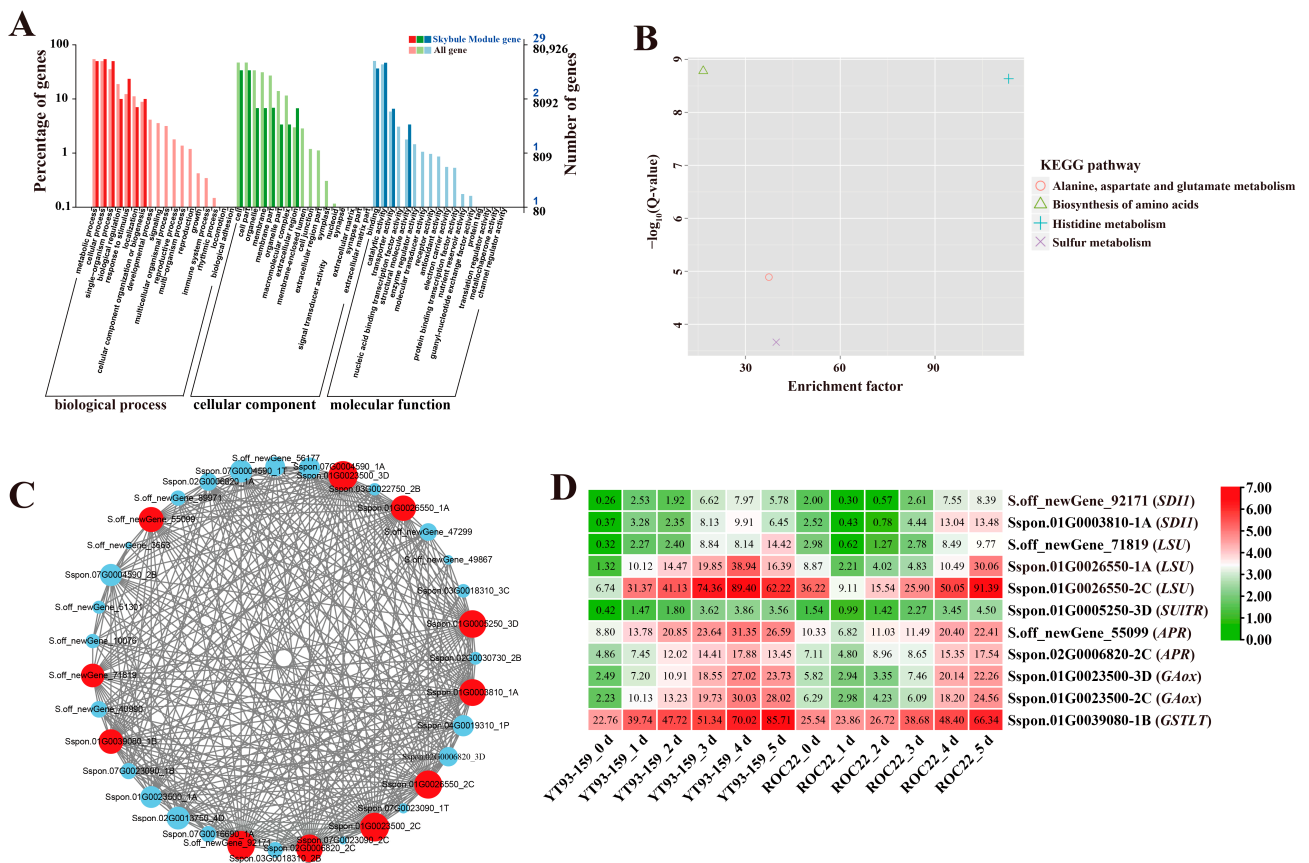 A
Skybule Module gene
All gene
Percentage of genes
100
10
1
0.1
29
80,926
2
8092
1
809
1
80
Number of genes
metabolic process
cellular process
single-organism process
biological regulation
response to stimulus
localization
cellular component organization or biogenesis
developmental process
signaling
multicellular organismal process
reproductive process
multi-organism process
reproduction
growth
immune system process
rhythmic process
locomotion
biological adhesion
cell
cell part
organelle
membrane
membrane part
organelle part
macromolecular complex
extracellular region
membrane-enclosed lumen
cell junction
extracellular region part
symplast
nucleoid
synapse
signal transducer activity
extracellular matrix
synapse part
extracellular matrix part
binding
catalytic activity
transporter activity
nucleic acid binding transcription factor activity
structural molecule activity
enzyme regulator activity
molecular transducer activity
receptor activity
antioxidant activity
electron carrier activity
protein binding transcription factor activity
nutrient reservoir activity
guanyl-nucleotide exchange factor activity
protein tag
translation regulator activity
metallochaperone activity
channel regulator activity
biological process
cellular component
molecular function
B
−log10(Q-value)
9
8
7
6
5
4
30
60
90
Enrichment factor
KEGG pathway
Alanine, aspartate and glutamate metabolism
Biosynthesis of amino acids
Histidine metabolism
Sulfur metabolism
C
S.off_newGene_56177
Sspon.07G0004590_1T
Sspon.07G0004590_1A
Sspon.02G0006820_1A
Sspon.01G0023500_3D
Sspon.03G0022750_2B
S.off_newGene_89971
Sspon.01G0026550_1A
S.off_newGene_55099
S.off_newGene_47299
S.off_newGene_3663
S.off_newGene_49867
Sspon.07G0004590_2B
Sspon.03G0018310_3C
S.off_newGene_51301
Sspon.01G0005250_3D
S.off_newGene_10076
Sspon.02G0030730_2B
S.off_newGene_71819
Sspon.01G0003810_1A
S.off_newGene_40996
Sspon.04G0019310_1P
Sspon.01G0039080_1B
Sspon.02G0006820_3D
Sspon.07G0023090_1B
Sspon.01G0026550_2C
Sspon.01G0023500_1A
Sspon.07G0023090_1T
Sspon.02G0013750_4D
Sspon.01G0023500_2C
Sspon.07G0016690_1A
Sspon.07G0023090_2C
S.off_newGene_92171
Sspon.02G0006820_2C
Sspon.03G0018310_2B
D
0.26 2.53 1.92 6.62 7.97 5.78 2.00 0.30 0.57 2.61 7.55 8.39 S.off_newGene_92171 (SDI1)
0.37 3.28 2.35 8.13 9.91 6.45 2.52 0.43 0.78 4.44 13.04 13.48 Sspon.01G0003810-1A (SDI1)
0.32 2.27 2.40 8.84 8.14 14.42 2.98 0.62 1.27 2.78 8.49 9.77 S.off_newGene_71819 (LSU)
1.32 10.12 14.47 19.85 38.94 16.39 8.87 2.21 4.02 4.83 10.49 30.06 Sspon.01G0026550-1A (LSU)
6.74 31.37 41.13 74.36 89.40 62.22 36.22 9.11 15.54 25.90 50.05 91.39 Sspon.01G0026550-2C (LSU)
0.42 1.47 1.80 3.62 3.86 3.56 1.54 0.99 1.42 2.27 3.45 4.50 Sspon.01G0005250-3D (SUITR)
8.80 13.78 20.85 23.64 31.35 26.59 10.33 6.82 11.03 11.49 20.40 22.41 S.off_newGene_55099 (APR)
4.86 7.45 12.02 14.41 17.88 13.45 7.11 4.80 8.96 8.65 15.35 17.54 Sspon.02G0006820-2C (APR)
2.49 7.20 10.91 18.55 27.02 23.73 5.82 2.94 3.35 7.46 20.14 22.26 Sspon.01G0023500-3D (GAox)
2.23 10.13 13.23 19.73 30.03 28.02 6.29 2.98 4.23 6.09 18.20 24.56 Sspon.01G0023500-2C (GAox)
22.76 39.74 47.72 51.34 70.02 85.71 25.54 23.86 26.72 38.68 48.40 66.34 Sspon.01G0039080-1B (GSTLT)
YT93-159_0 d
YT93-159_1 d
YT93-159_2 d
YT93-159_3 d
YT93-159_4 d
YT93-159_5 d
ROC22_0 d
ROC22_1 d
ROC22_2 d
ROC22_3 d
ROC22_4 d
ROC22_5 d
7.00
6.00
5.00
4.00
3.00
2.00
1.00
0.00